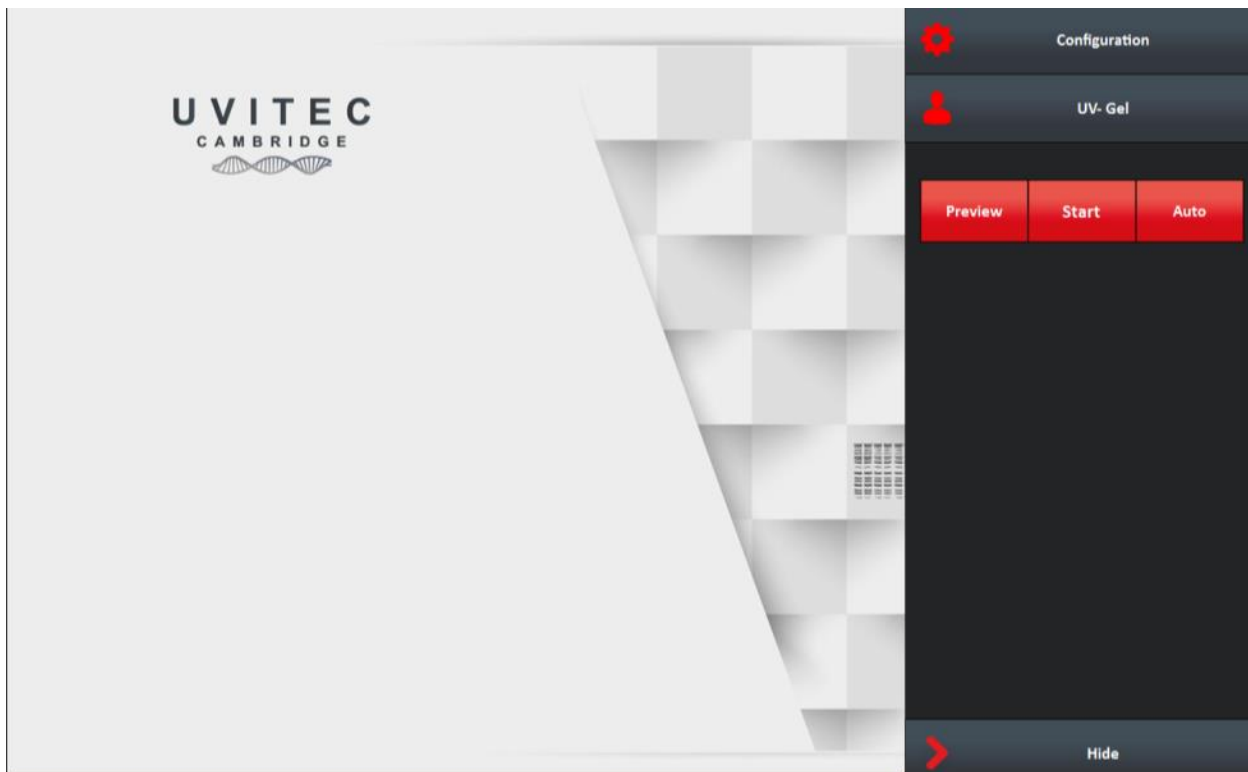 UVITEC
CAMBRIDGE
Configuration
UV- Gel
Preview Start Auto
Hide